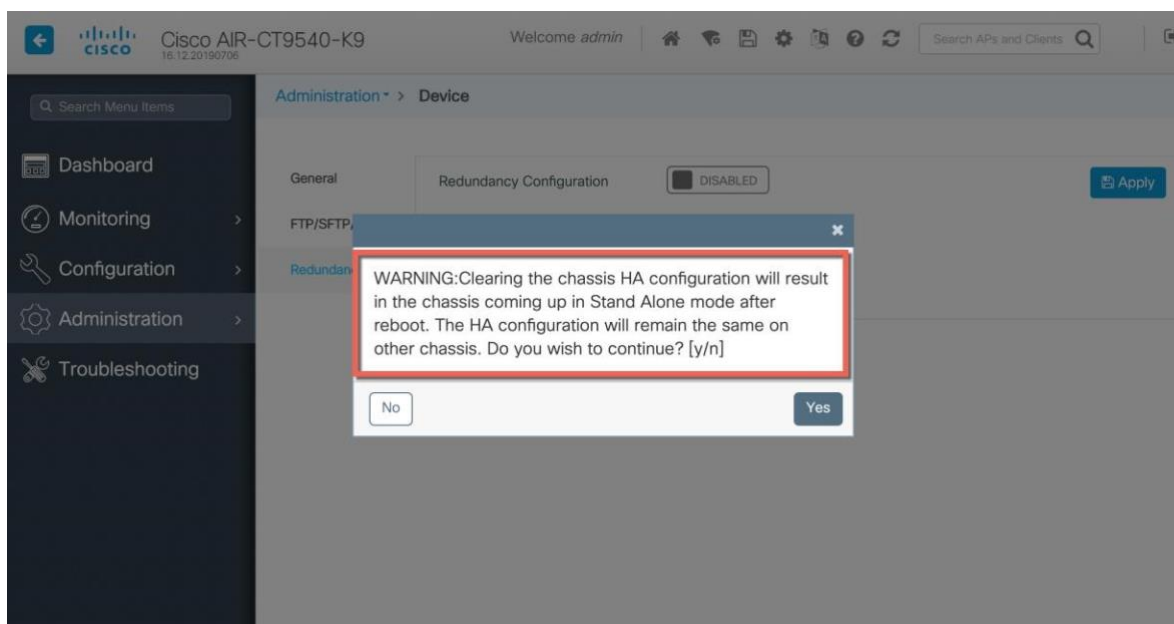 cisco
Cisco AIR-CT9540-K9
16.12.20190706
Welcome admin
Search APs and Clients
Search Menu Items
Dashboard
Monitoring
Configuration
Administration
Troubleshooting
Administration > Device
General
FTP/SFTP/
Redundan
Redundancy Configuration
DISABLED
Apply
WARNING:Clearing the chassis HA configuration will result
in the chassis coming up in Stand Alone mode after
reboot. The HA configuration will remain the same on
other chassis. Do you wish to continue? [y/n]
No
Yes